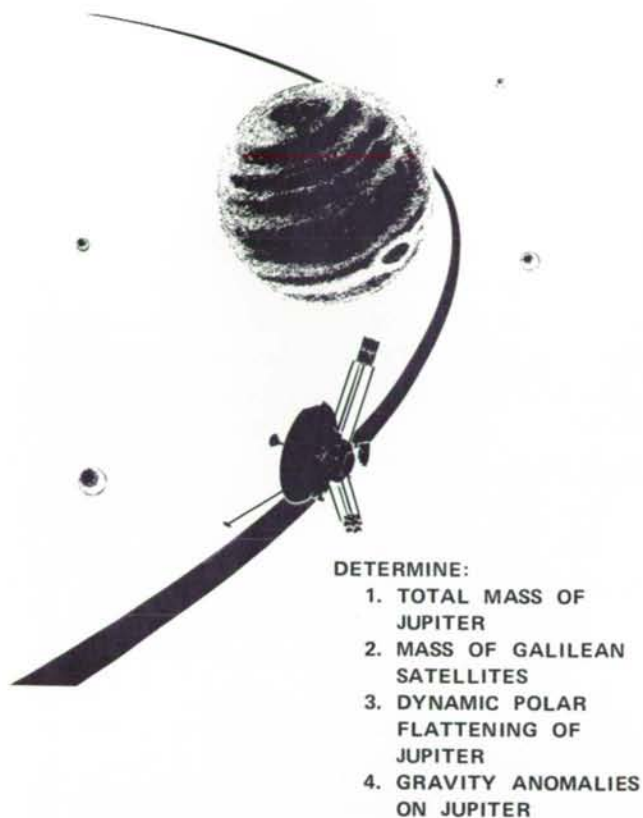 DETERMINE:
1. TOTAL MASS OF
JUPITER
2. MASS OF GALILEAN
SATELLITES
3. DYNAMIC POLAR
FLATTENING OF
JUPITER
4. GRAVITY ANOMALIES
ON JUPITER